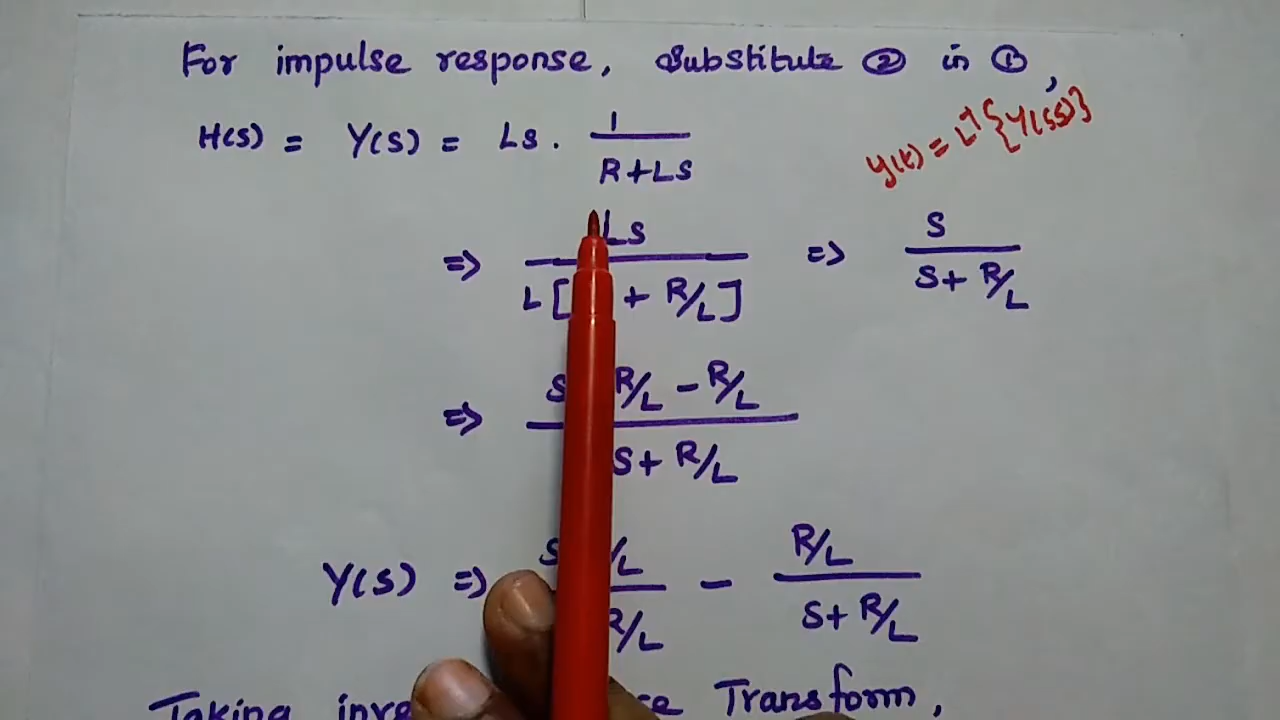 For impulse response, Substitute ② in ①,
H(s) = Y(s) = Ls . 1 / R+LS
y(t) = L⁻¹{Y(s)}
=> Ls / L[ + R/L] => S / S+ R/L
=> S R/L - R/L / S+ R/L
Y(s) => S /L / R/L - R/L / S+ R/L
Taking Transform,